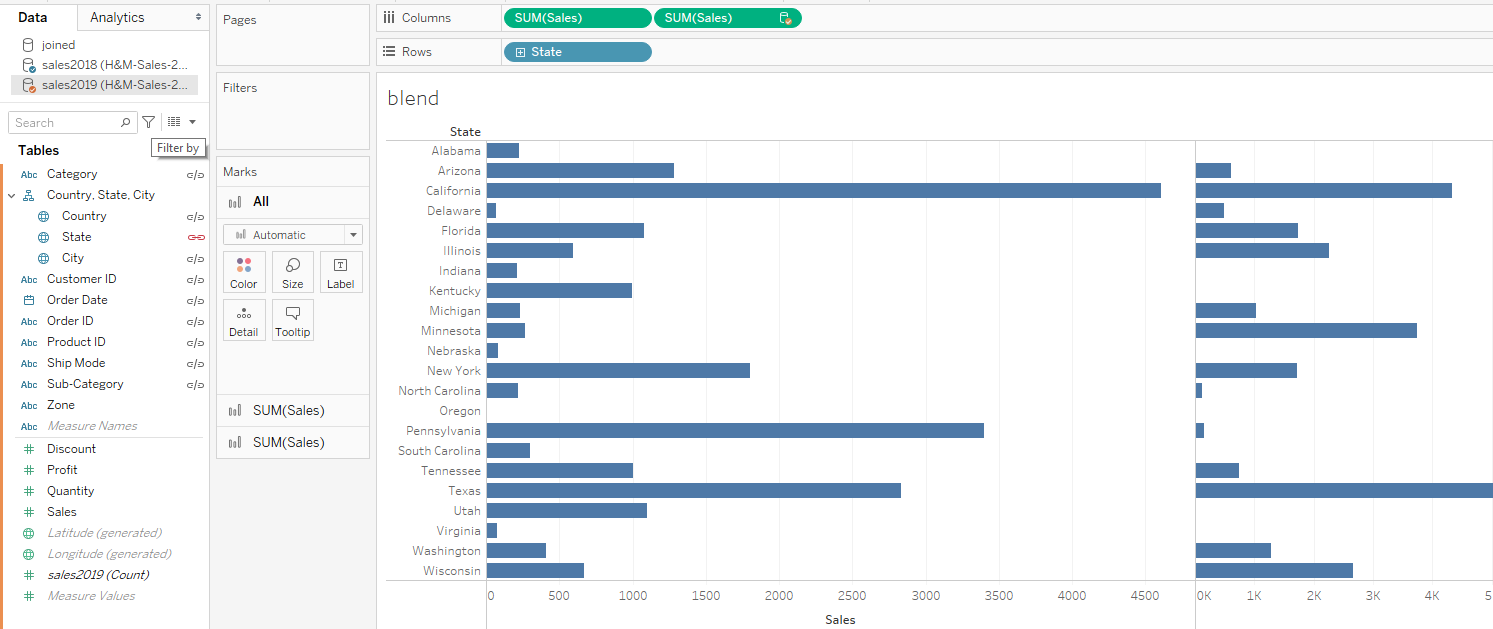 Data Analytics
joined
sales2018 (H&M-Sales-2...
sales2019 (H&M-Sales-2...
Search
Filter by
Tables
Abc Category
Country, State, City
Country
State
City
Abc Customer ID
Order Date
Abc Order ID
Abc Product ID
Abc Ship Mode
Abc Sub-Category
Abc Zone
Abc Measure Names
# Discount
# Profit
# Quantity
# Sales
Latitude (generated)
Longitude (generated)
# sales2019 (Count)
# Measure Values
Pages
Filters
Marks
All
Automatic
Color Size T Label
Detail Tooltip
SUM(Sales)
SUM(Sales)
Columns SUM(Sales) SUM(Sales)
Rows State
blend
State
Alabama
Arizona
California
Delaware
Florida
Illinois
Indiana
Kentucky
Michigan
Minnesota
Nebraska
New York
North Carolina
Oregon
Pennsylvania
South Carolina
Tennessee
Texas
Utah
Virginia
Washington
Wisconsin
0 500 1000 1500 2000 2500 3000 3500 4000 4500 0K 1K 2K 3K 4K 5
Sales